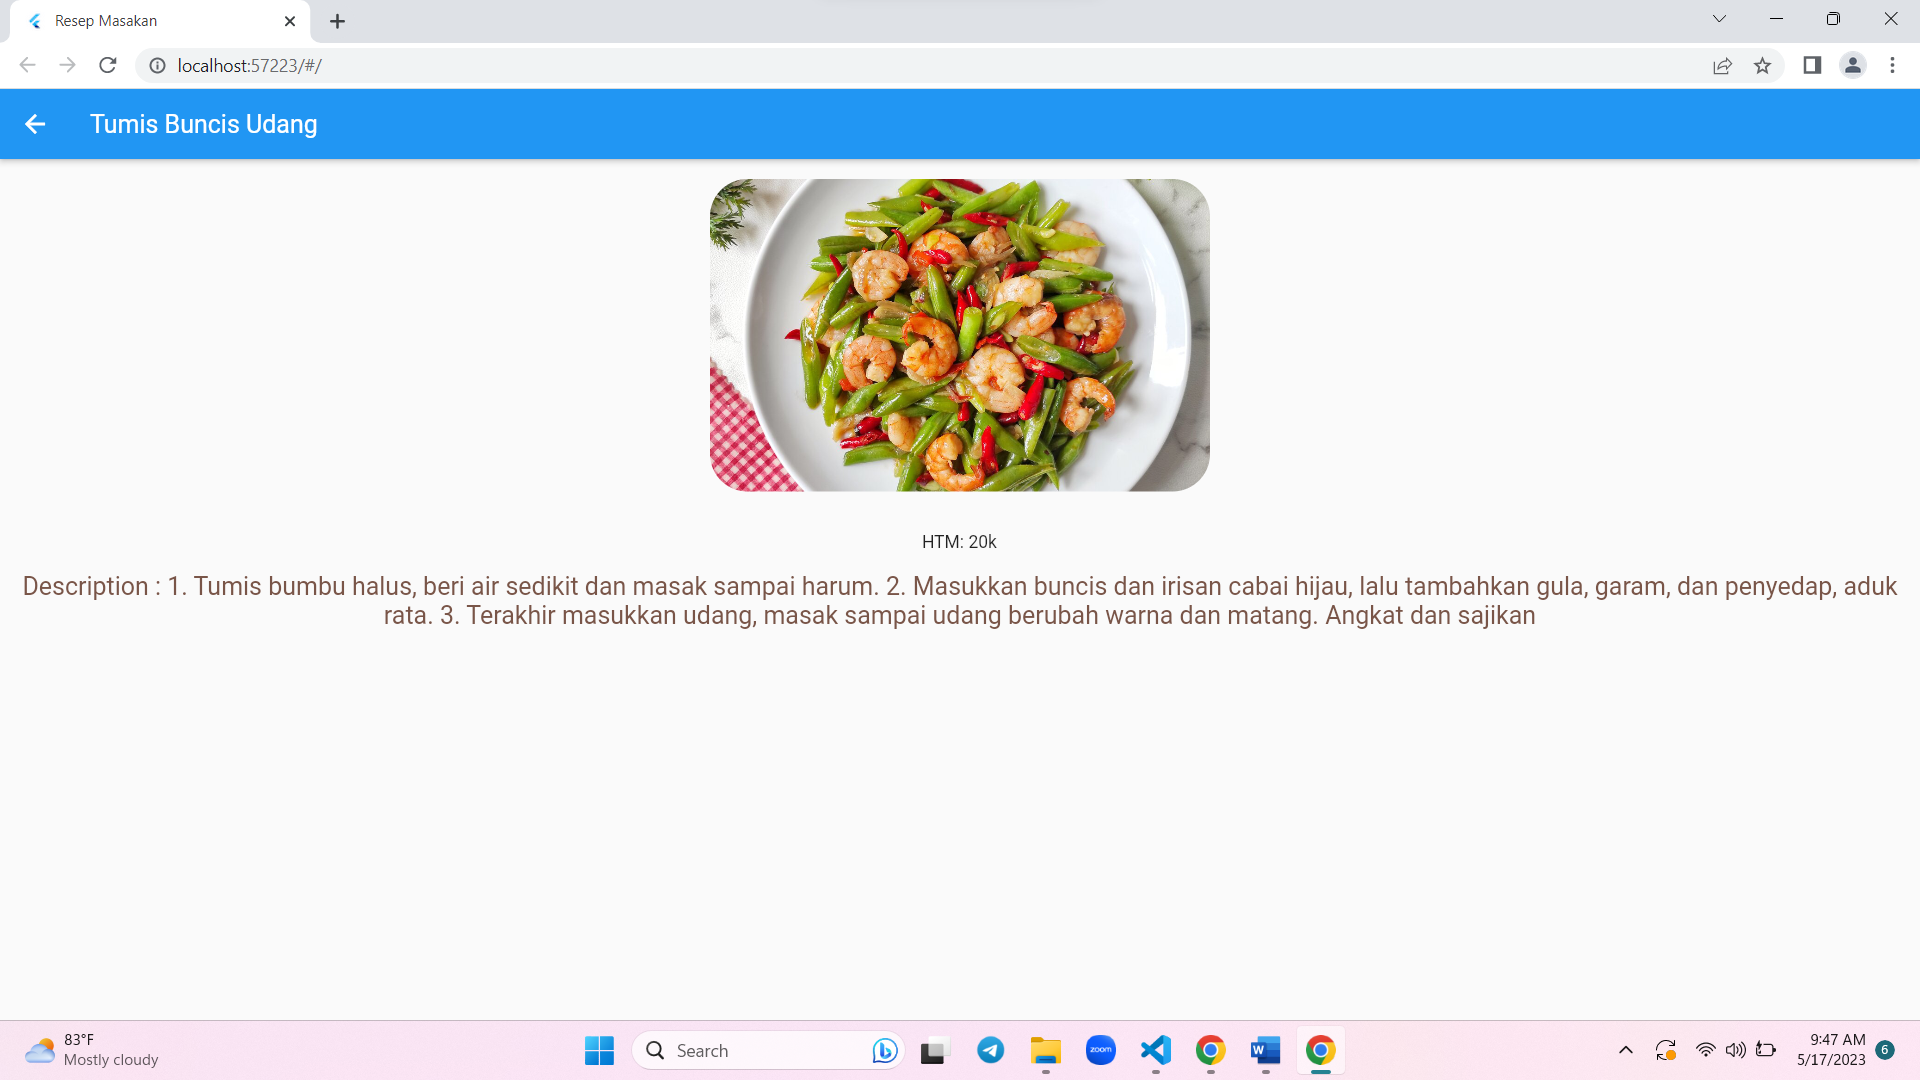 Resep Masakan
localhost:57223/#/
Tumis Buncis Udang
HTM: 20k
Description : 1. Tumis bumbu halus, beri air sedikit dan masak sampai harum. 2. Masukkan buncis dan irisan cabai hijau, lalu tambahkan gula, garam, dan penyedap, aduk
rata. 3. Terakhir masukkan udang, masak sampai udang berubah warna dan matang. Angkat dan sajikan
83°F
Mostly cloudy
Search
zoom
W
9:47 AM
5/17/2023
6